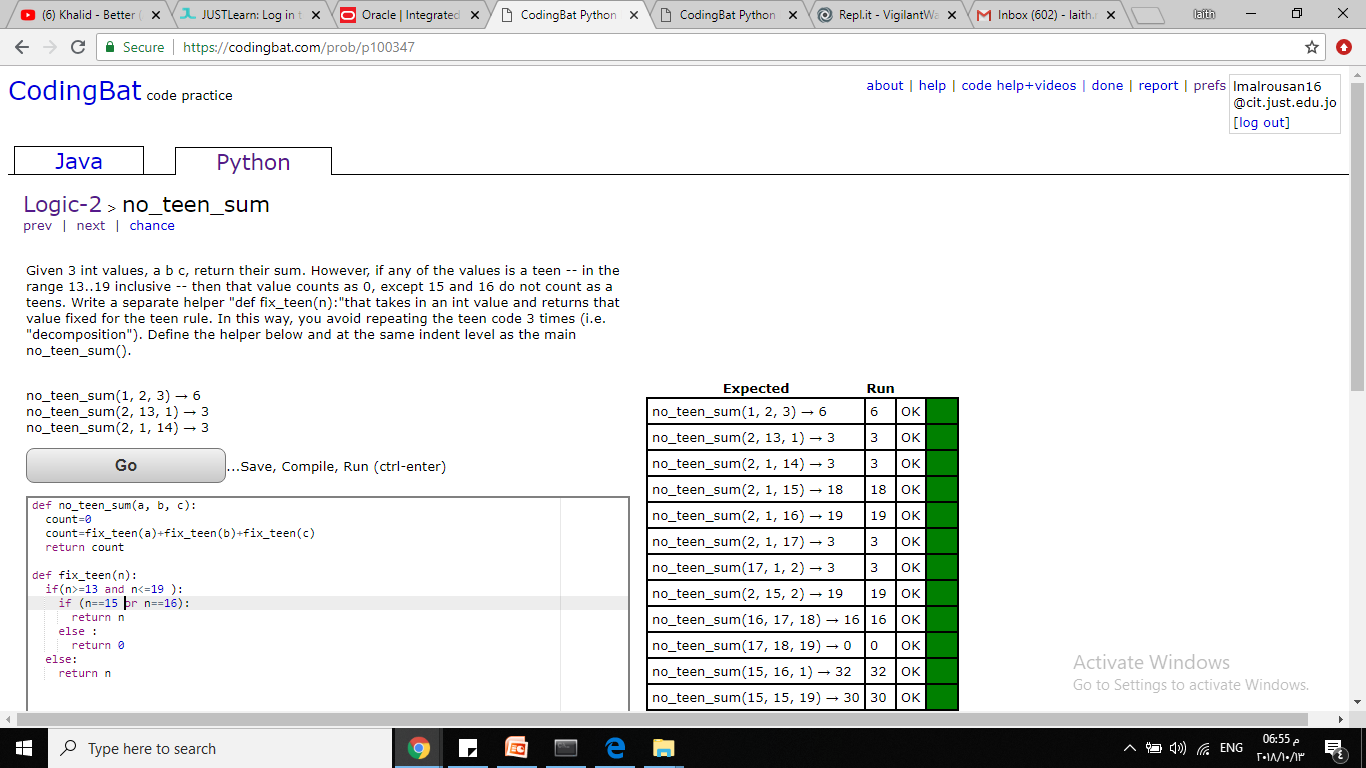 (6) Khalid - Better (
JUSTLearn: Log in t
Oracle | Integrated
CodingBat Python
CodingBat Python
Repl.it - VigilantWa
Inbox (602) - laith.r
laith
Secure
https://codingbat.com/prob/p100347
CodingBat code practice
about | help | code help+videos | done | report | prefs
lmalrousan16
@cit.just.edu.jo
[log out]
Java
Python
Logic-2 > no_teen_sum
prev | next | chance
Given 3 int values, a b c, return their sum. However, if any of the values is a teen -- in the
range 13..19 inclusive -- then that value counts as 0, except 15 and 16 do not count as a
teens. Write a separate helper "def fix_teen(n):"that takes in an int value and returns that
value fixed for the teen rule. In this way, you avoid repeating the teen code 3 times (i.e.
"decomposition"). Define the helper below and at the same indent level as the main
no_teen_sum().
no_teen_sum(1, 2, 3) → 6
no_teen_sum(2, 13, 1) → 3
no_teen_sum(2, 1, 14) → 3
Go
...Save, Compile, Run (ctrl-enter)
def no_teen_sum(a, b, c):
count=0
count=fix_teen(a)+fix_teen(b)+fix_teen(c)
return count
def fix_teen(n):
if(n>=13 and n<=19 ):
if (n==15 or n==16):
return n
else :
return 0
else:
return n
Expected Run
no_teen_sum(1, 2, 3) → 6 6 OK
no_teen_sum(2, 13, 1) → 3 3 OK
no_teen_sum(2, 1, 14) → 3 3 OK
no_teen_sum(2, 1, 15) → 18 18 OK
no_teen_sum(2, 1, 16) → 19 19 OK
no_teen_sum(2, 1, 17) → 3 3 OK
no_teen_sum(17, 1, 2) → 3 3 OK
no_teen_sum(2, 15, 2) → 19 19 OK
no_teen_sum(16, 17, 18) → 16 16 OK
no_teen_sum(17, 18, 19) → 0 0 OK
no_teen_sum(15, 16, 1) → 32 32 OK
no_teen_sum(15, 15, 19) → 30 30 OK
Activate Windows
Go to Settings to activate Windows.
Type here to search
ENG
06:55 م
٢٠١٨/١٠/١٣
٤